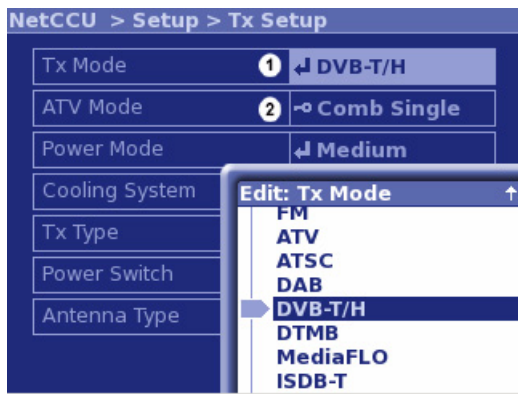 NetCCU > Setup > Tx Setup
Tx Mode 1 DVB-T/H
ATV Mode 2 Comb Single
Power Mode Medium
Cooling System
Tx Type
Power Switch
Antenna Type
Edit: Tx Mode
FM
ATV
ATSC
DAB
DVB-T/H
DTMB
MediaFLO
ISDB-T